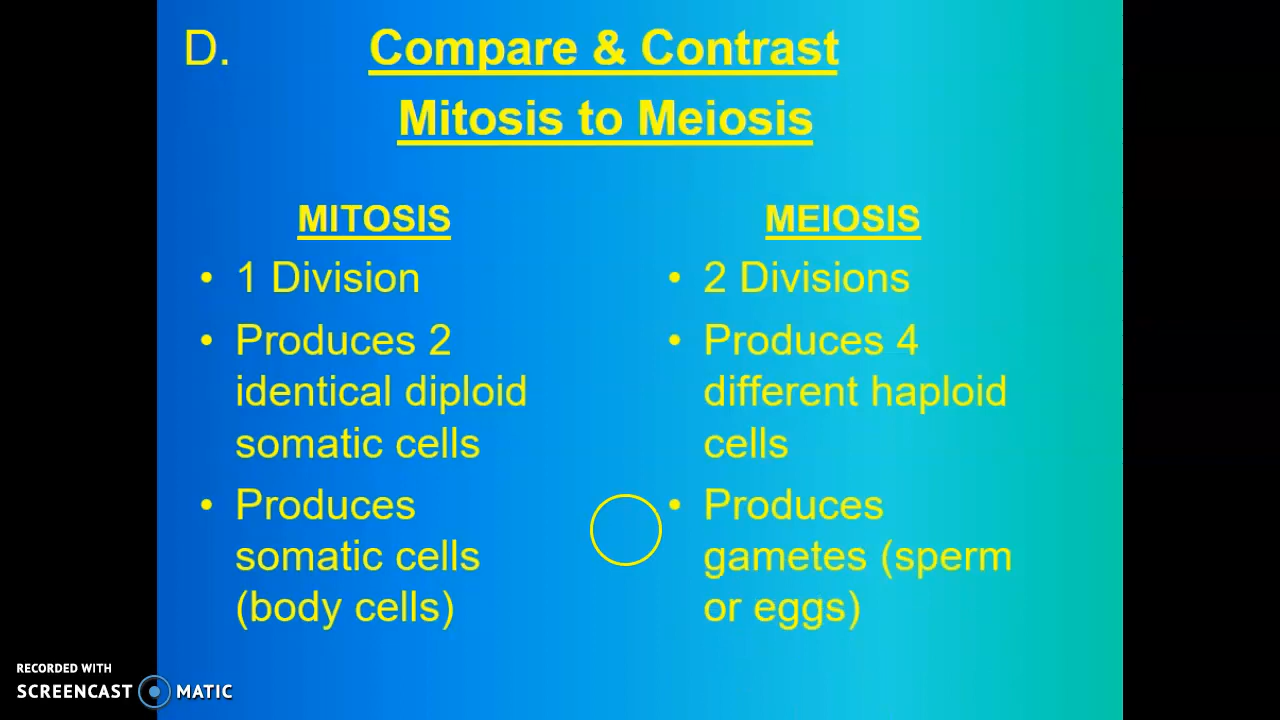 D. Compare & Contrast
Mitosis to Meiosis
MITOSIS
• 1 Division
• Produces 2
identical diploid
somatic cells
• Produces
somatic cells
(body cells)
MEIOSIS
• 2 Divisions
• Produces 4
different haploid
cells
• Produces
gametes (sperm
or eggs)
RECORDED WITH
SCREENCAST MATIC